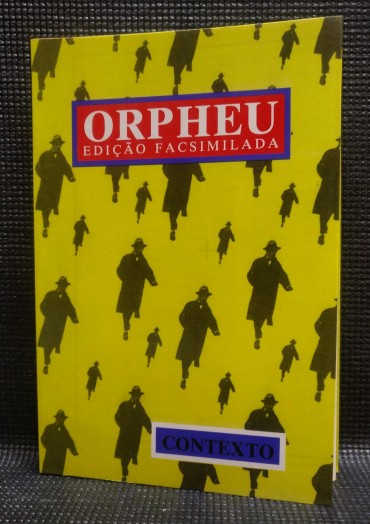 ORPHEU
EDIÇÃO FACSIMILADA
CONTEXTO